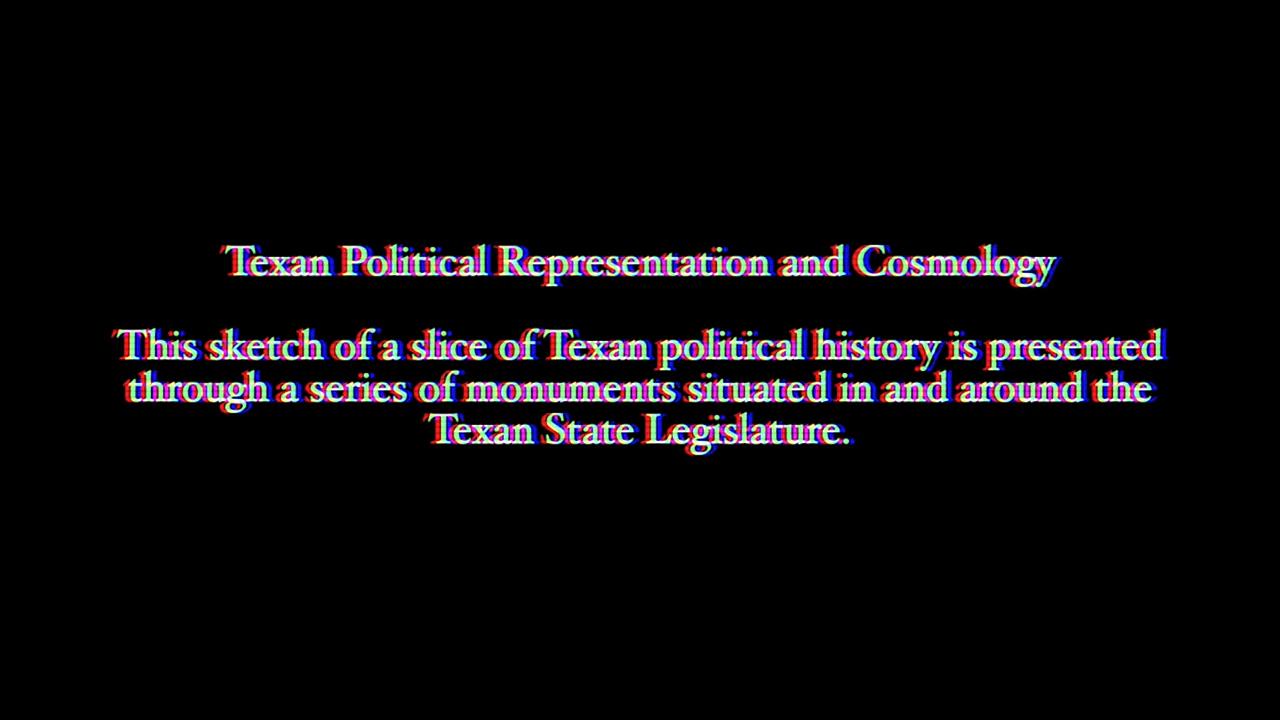 Texan Political Representation and Cosmology
This sketch of a slice of Texan political history is presented
through a series of monuments situated in and around the
Texan State Legislature.